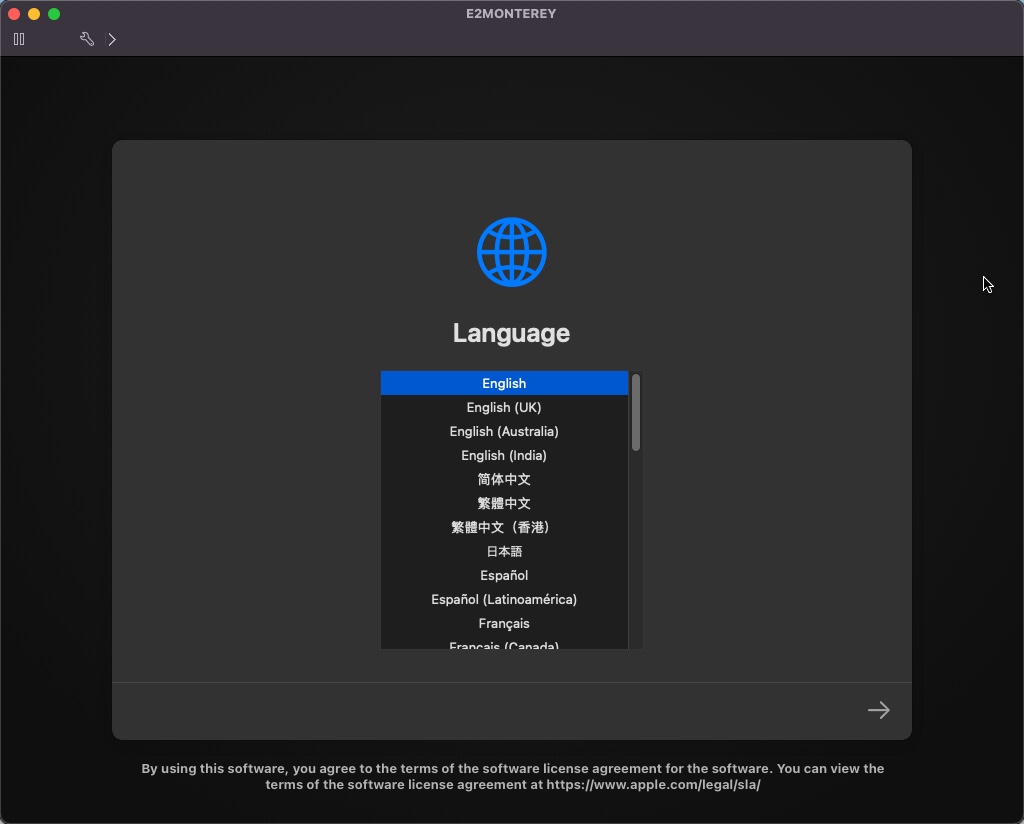 E2MONTEREY
Language
English
English (UK)
English (Australia)
English (India)
简体中文
繁體中文
繁體中文（香港）
日本語
Español
Español (Latinoamérica)
Français
Français (Canada)
By using this software, you agree to the terms of the software license agreement for the software. You can view the
terms of the software license agreement at https://www.apple.com/legal/sla/